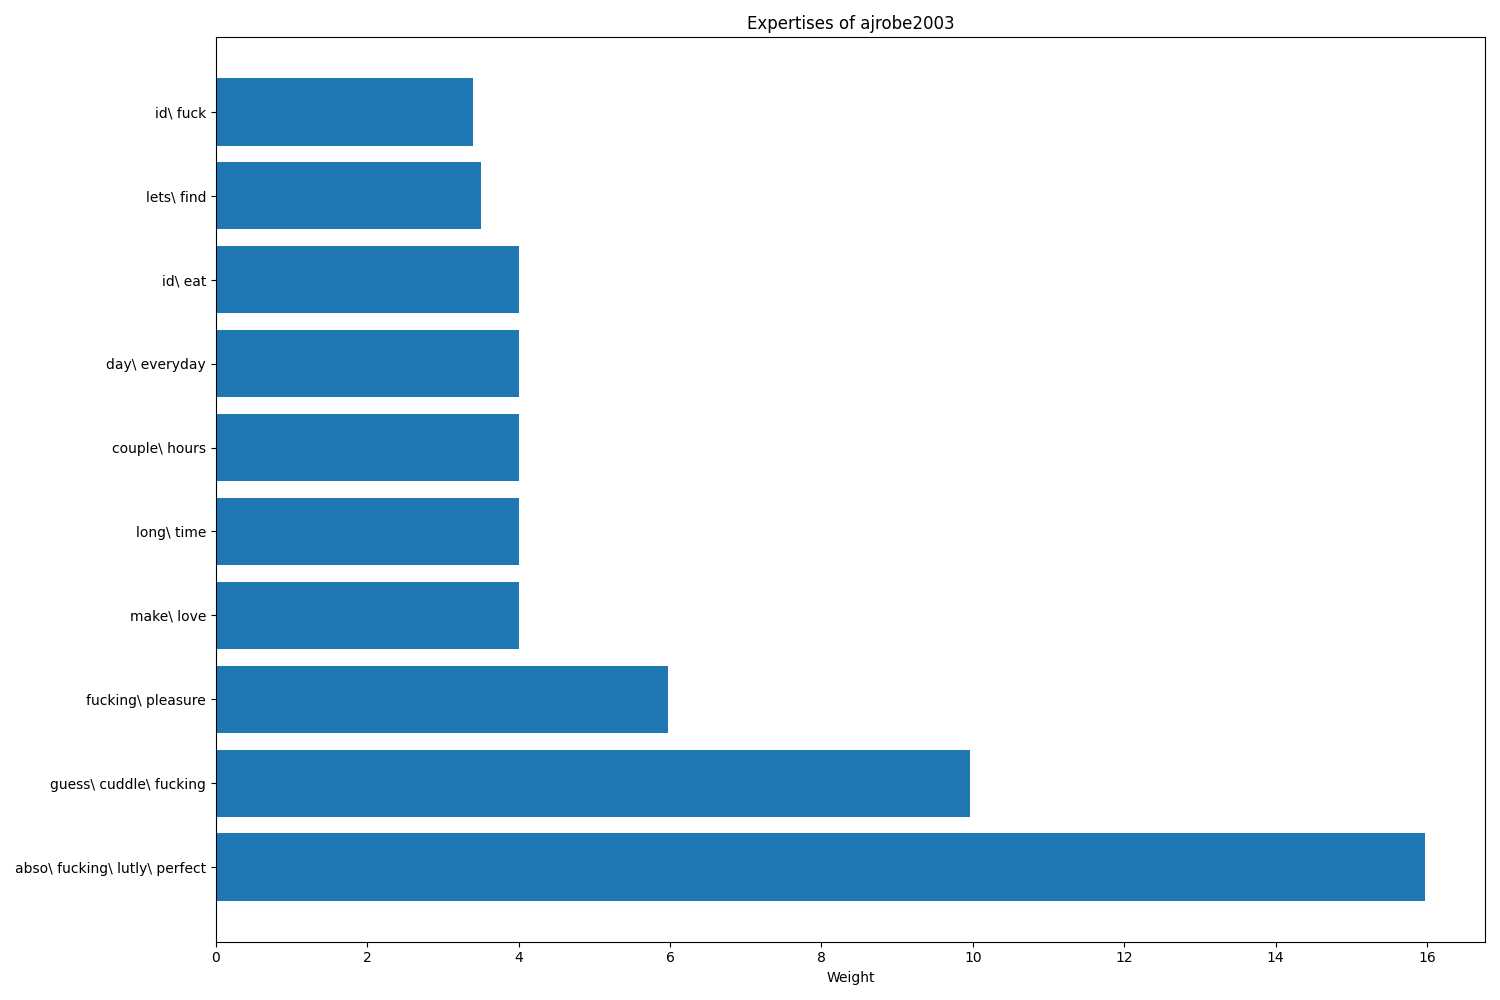 Expertises of ajrobe2003
id\ fuck
lets\ find
id\ eat
day\ everyday
couple\ hours
long\ time
make\ love
fucking\ pleasure
guess\ cuddle\ fucking
abso\ fucking\ lutly\ perfect
0 2 4 6 8 10 12 14 16
Weight